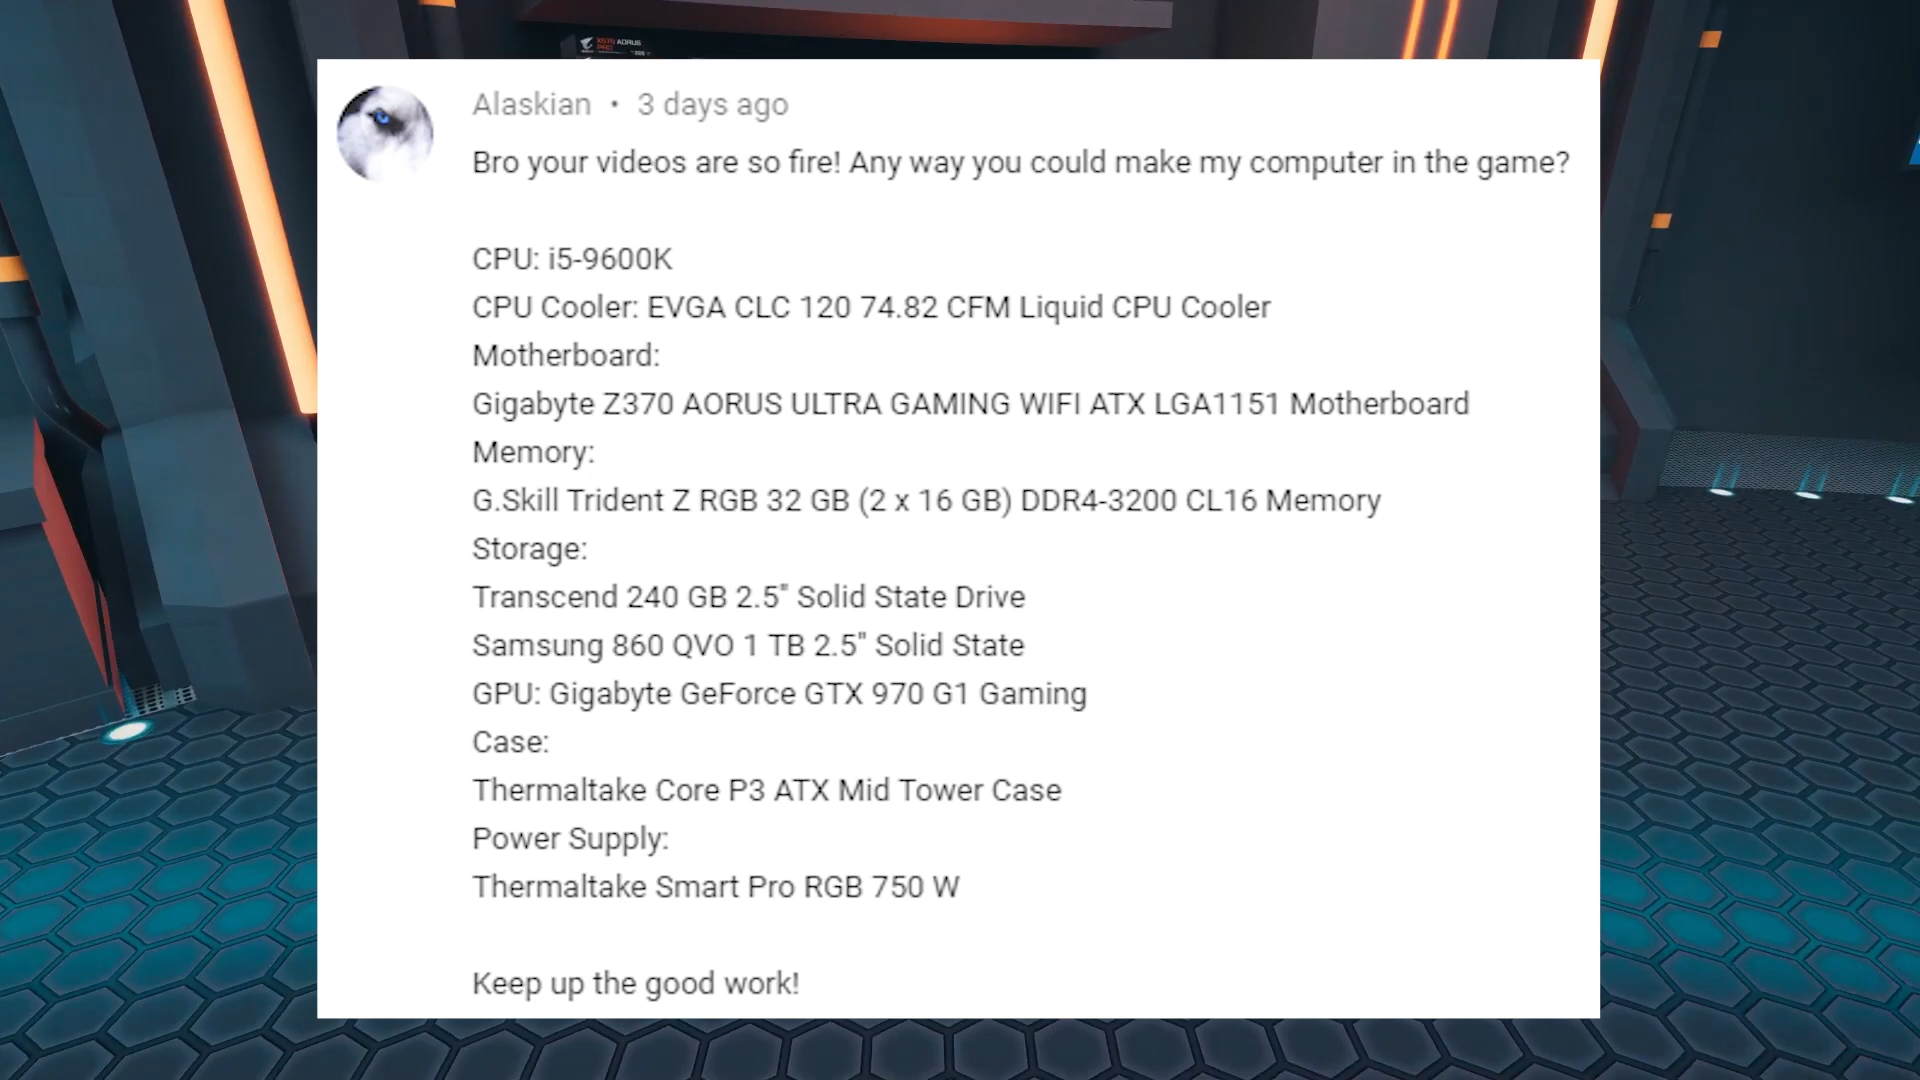 X570 AORUS
PRO
Alaskian • 3 days ago
Bro your videos are so fire! Any way you could make my computer in the game?
CPU: i5-9600K
CPU Cooler: EVGA CLC 120 74.82 CFM Liquid CPU Cooler
Motherboard:
Gigabyte Z370 AORUS ULTRA GAMING WIFI ATX LGA1151 Motherboard
Memory:
G.Skill Trident Z RGB 32 GB (2 x 16 GB) DDR4-3200 CL16 Memory
Storage:
Transcend 240 GB 2.5" Solid State Drive
Samsung 860 QVO 1 TB 2.5" Solid State
GPU: Gigabyte GeForce GTX 970 G1 Gaming
Case:
Thermaltake Core P3 ATX Mid Tower Case
Power Supply:
Thermaltake Smart Pro RGB 750 W
Keep up the good work!